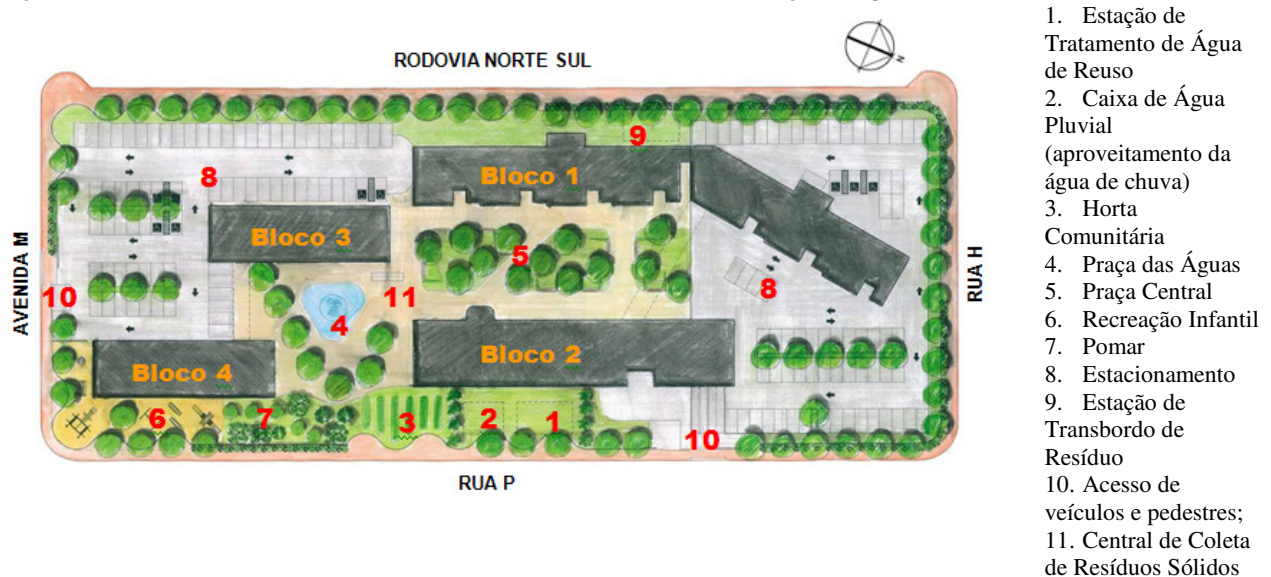 RODOVIA NORTE SUL
N
9
Bloco 1
8
Bloco 3
5
AVENIDA M
RUA H
10
11
8
4
Bloco 2
Bloco 4
6
7
3
2
1
10
RUA P
1. Estação de
Tratamento de Água
de Reuso
2. Caixa de Água
Pluvial
(aproveitamento da
água de chuva)
3. Horta
Comunitária
4. Praça das Águas
5. Praça Central
6. Recreação Infantil
7. Pomar
8. Estacionamento
9. Estação de
Transbordo de
Resíduo
10. Acesso de
veículos e pedestres;
11. Central de Coleta
de Resíduos Sólidos